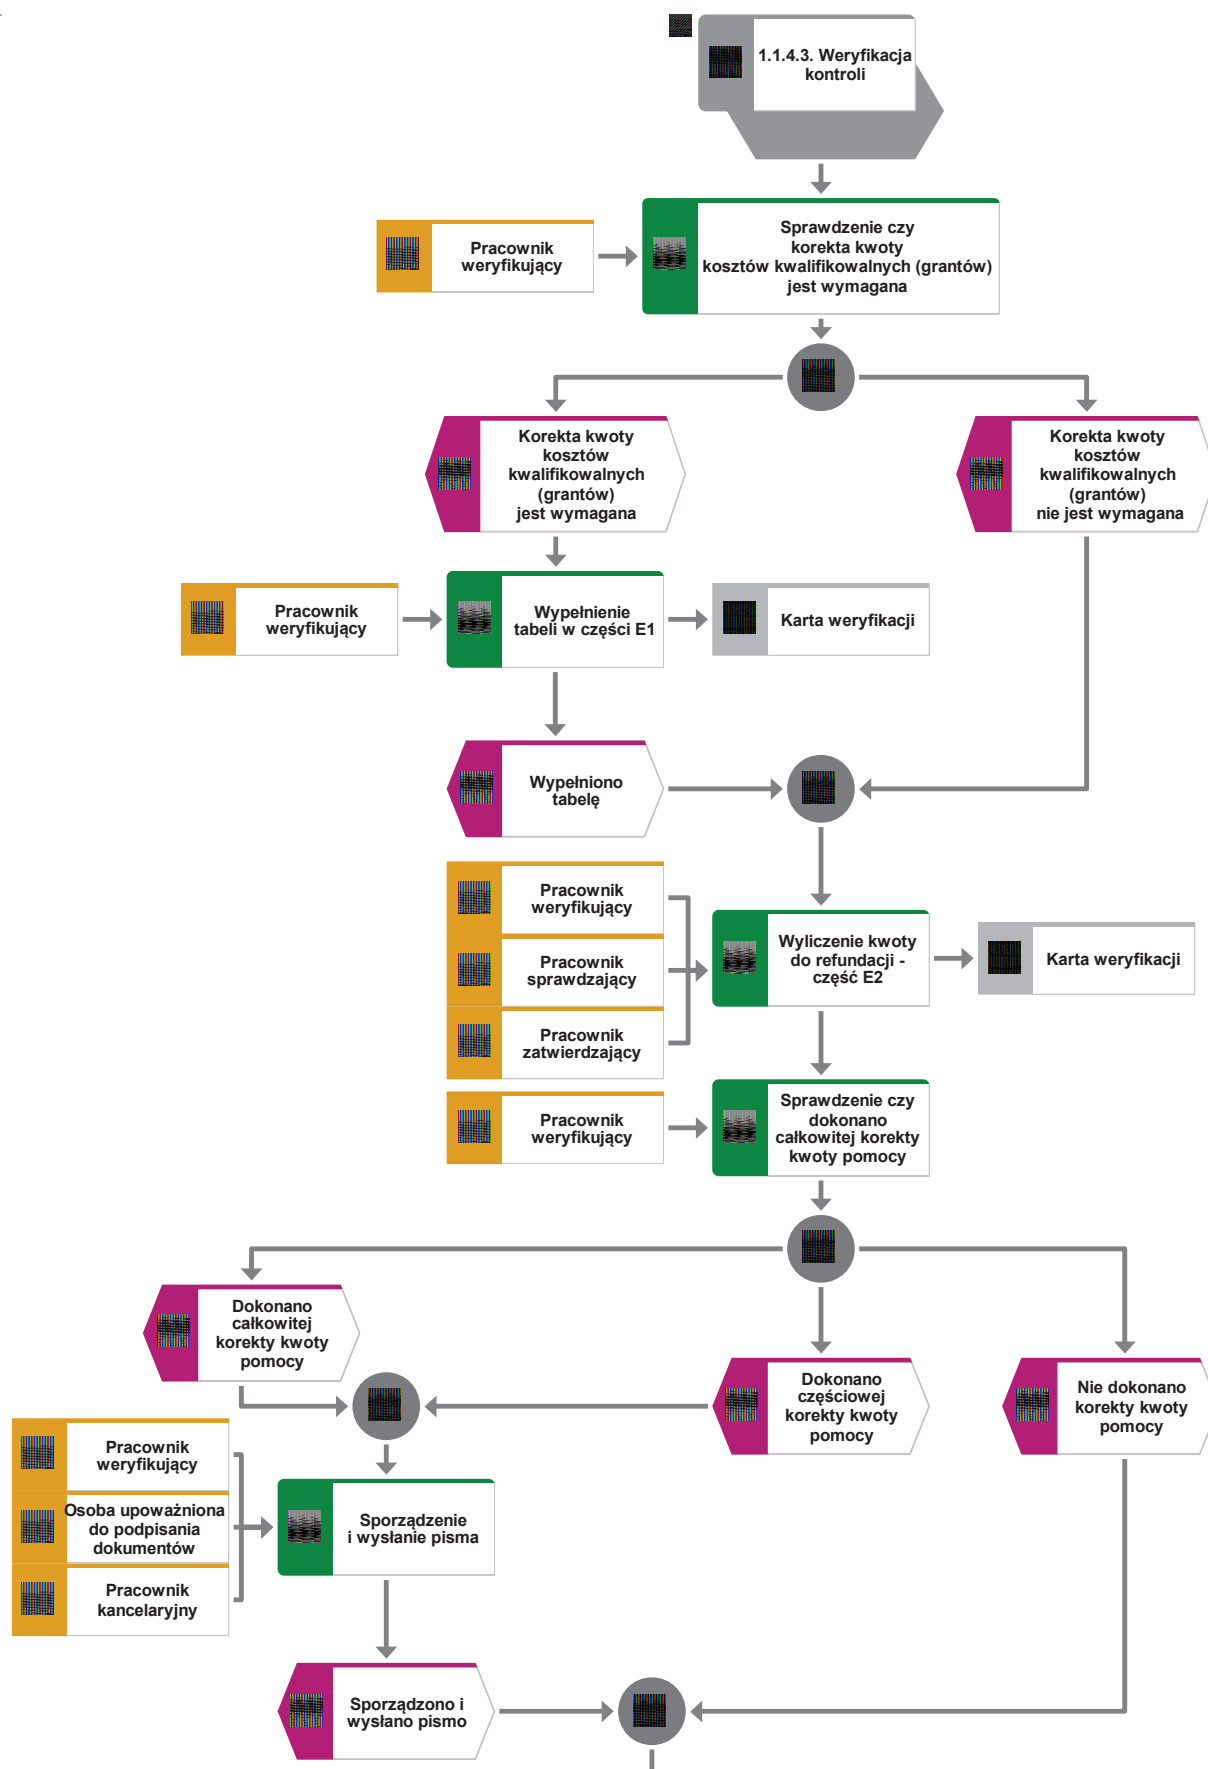 1.1.4.3. Weryfikacja
kontroli
Pracownik
weryfikujący
Sprawdzenie czy
korekta kwoty
kosztów kwalifikowalnych (grantów)
jest wymagana
Korekta kwoty
kosztów
kwalifikowalnych
(grantów)
jest wymagana
Korekta kwoty
kosztów
kwalifikowalnych
(grantów)
nie jest wymagana
Pracownik
weryfikujący
Wypełnienie
tabeli w części E1
Karta weryfikacji
Wypełniono
tabelę
Pracownik
weryfikujący
Pracownik
sprawdzający
Pracownik
zatwierdzający
Wyliczenie kwoty
do refundacji -
część E2
Karta weryfikacji
Pracownik
weryfikujący
Sprawdzenie czy
dokonano
całkowitej korekty
kwoty pomocy
Dokonano
całkowitej
korekty kwoty
pomocy
Dokonano
częściowej
korekty kwoty
pomocy
Nie dokonano
korekty kwoty
pomocy
Pracownik
weryfikujący
Osoba upoważniona
do podpisania
dokumentów
Pracownik
kancelaryjny
Sporządzenie
i wysłanie pisma
Sporządzono i
wysłano pismo